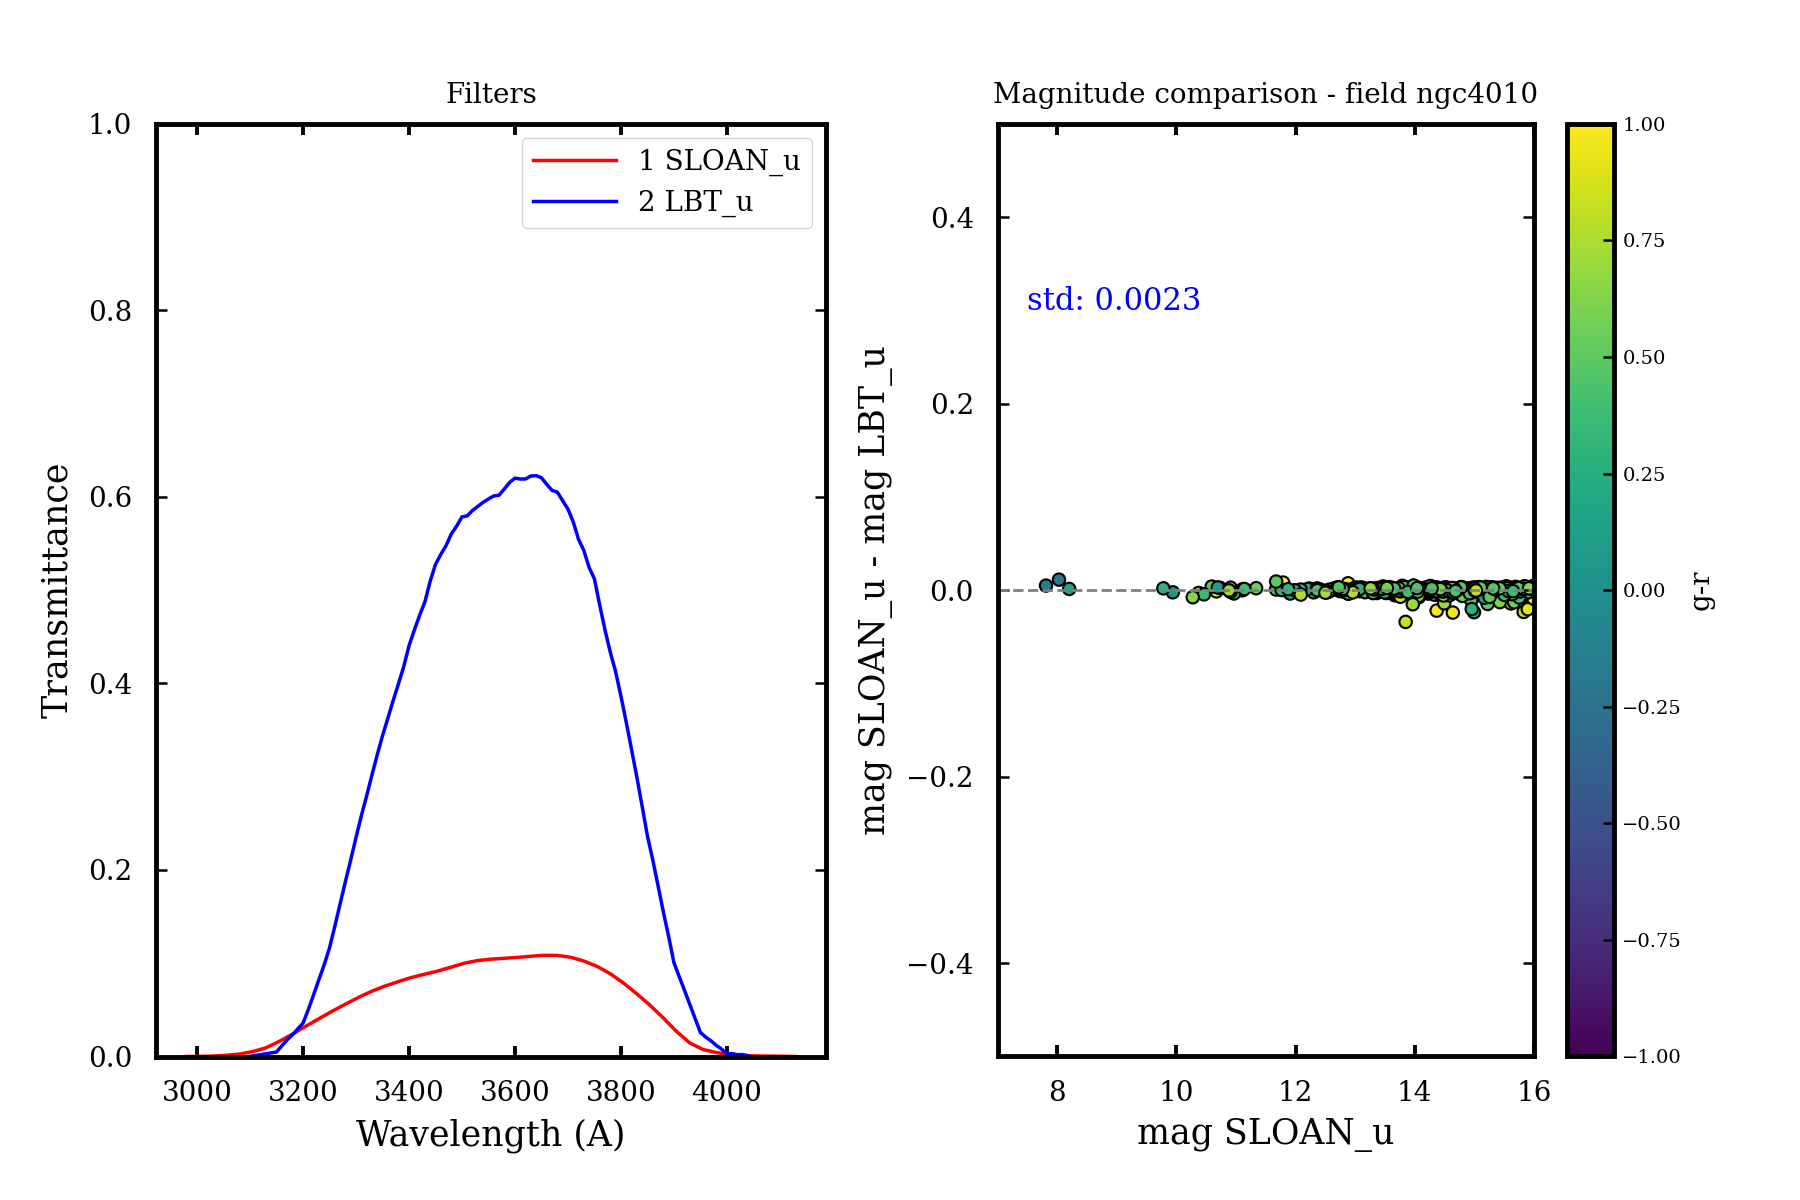 Filters
1.0
0.8
0.6
0.4
0.2
0.0
Transmittance
1 SLOAN_u
2 LBT_u
3000 3200 3400 3600 3800 4000
Wavelength (A)
Magnitude comparison - field ngc4010
mag SLOAN_u - mag LBT_u
0.4
0.2
0.0
−0.2
−0.4
std: 0.0023
8 10 12 14 16
mag SLOAN_u
1.00
0.75
0.50
0.25
0.00
−0.25
−0.50
−0.75
−1.00
g-r